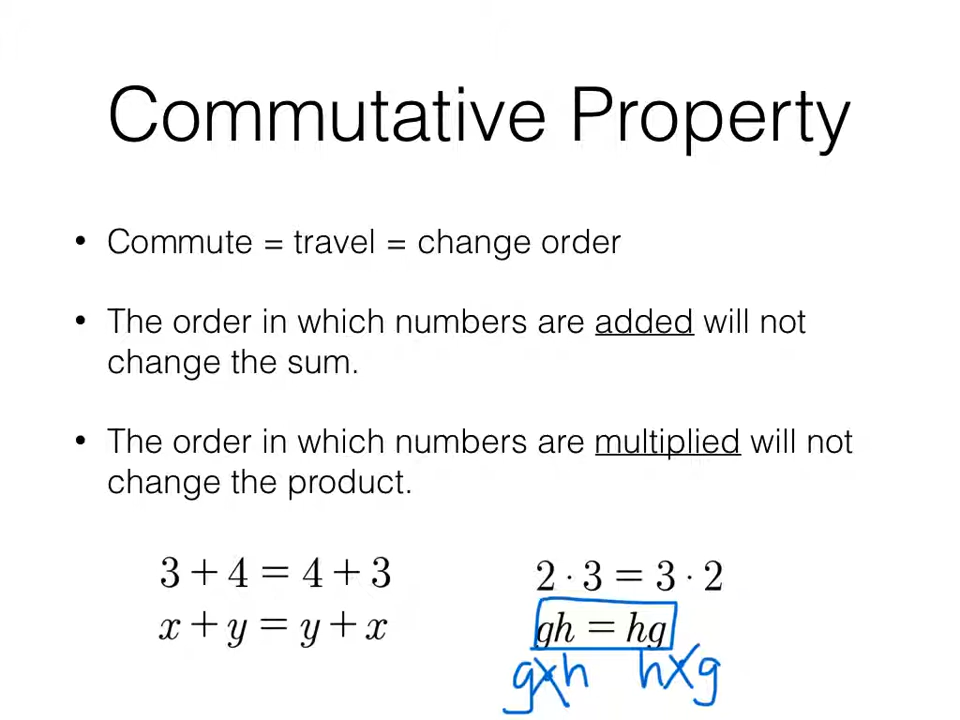 Commutative Property
• Commute = travel = change order
• The order in which numbers are added will not
change the sum.
• The order in which numbers are multiplied will not
change the product.
3 + 4 = 4 + 3
x + y = y + x
2 · 3 = 3 · 2
gh = hg
g×h h×g